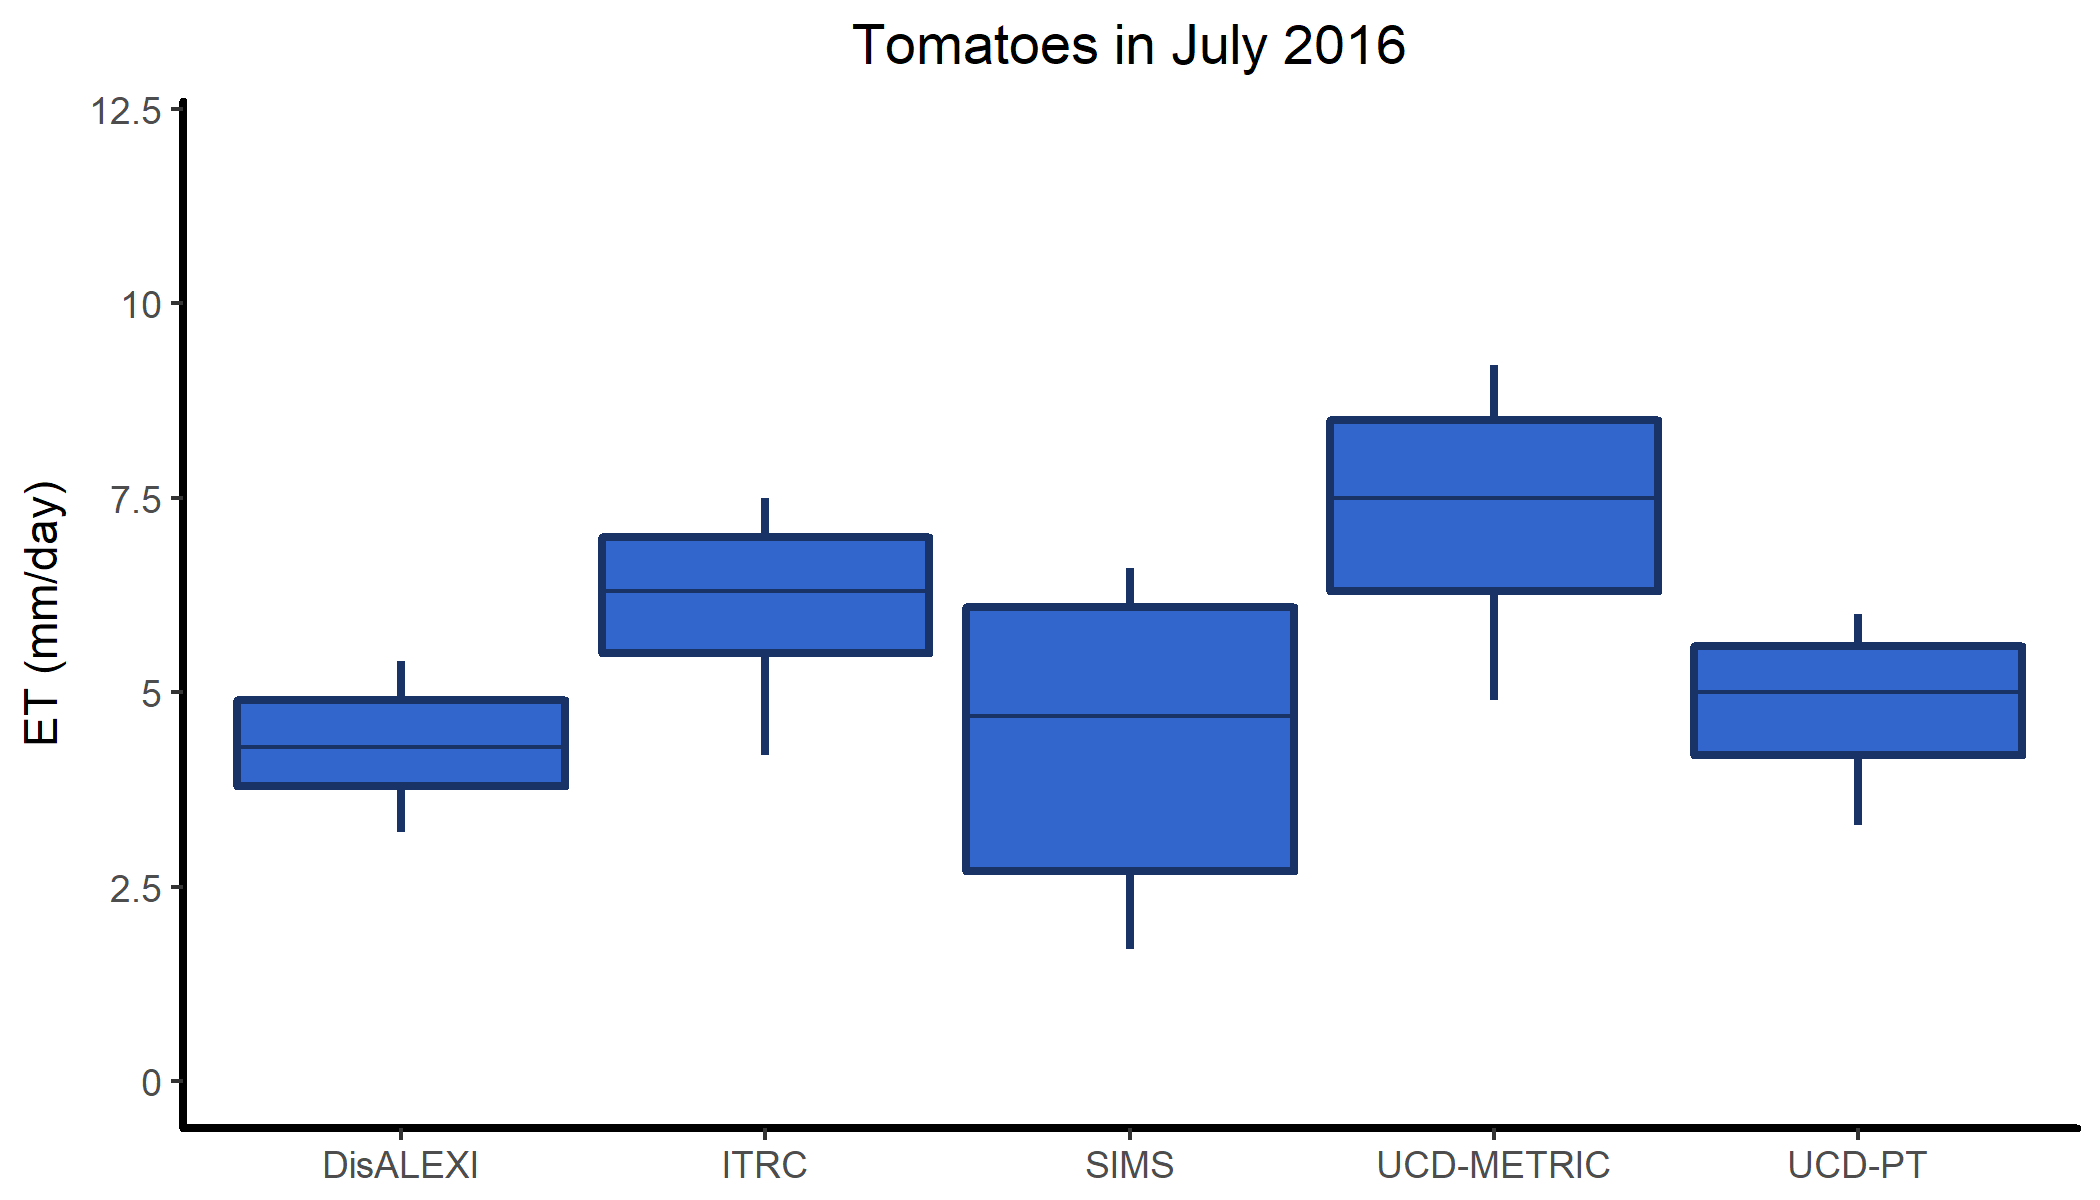 Tomatoes in July 2016
ET (mm/day)
12.5
10
7.5
5
2.5
0
DisALEXI
ITRC
SIMS
UCD-METRIC
UCD-PT